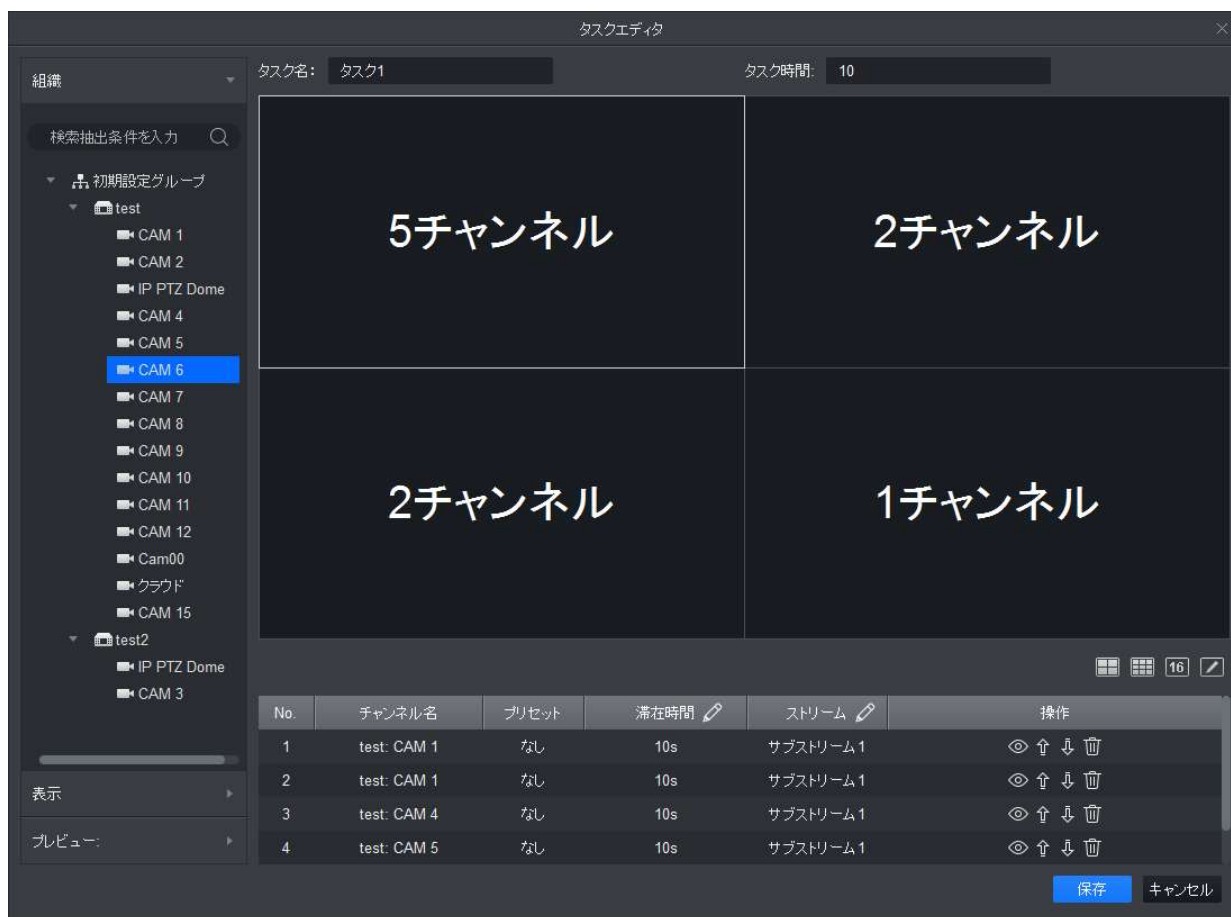 タスクエディタ
組織
検索抽出条件を入力
初期設定グループ
test
CAM 1
CAM 2
IP PTZ Dome
CAM 4
CAM 5
CAM 6
CAM 7
CAM 8
CAM 9
CAM 10
CAM 11
CAM 12
Cam00
クラウド
CAM 15
test2
IP PTZ Dome
CAM 3
表示
プレビュー:
タスク名: タスク1 タスク時間: 10
5チャンネル 2チャンネル
2チャンネル 1チャンネル
16
No. チャンネル名 プリセット 滞在時間 ストリーム 操作
1 test: CAM 1 なし 10s サブストリーム1
2 test: CAM 1 なし 10s サブストリーム1
3 test: CAM 4 なし 10s サブストリーム1
4 test: CAM 5 なし 10s サブストリーム1
保存 キャンセル